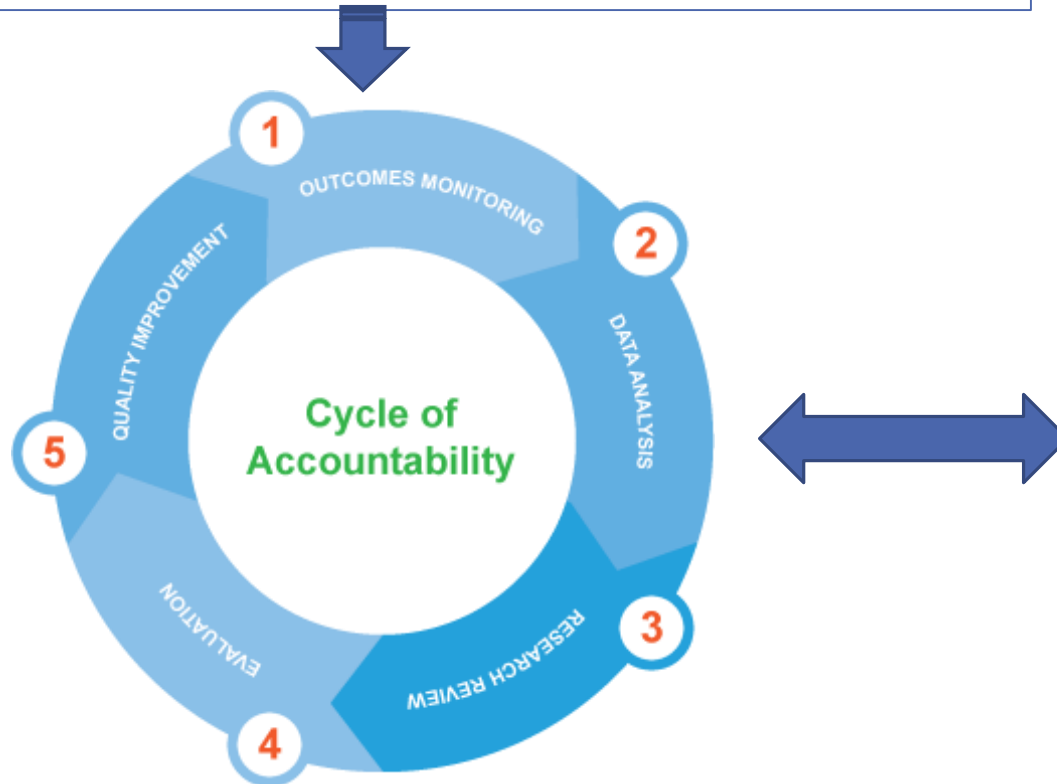 1
OUTCOMES MONITORING
2
DATA ANALYSIS
3
RESEARCH REVIEW
4
EVALUATION
5
QUALITY IMPROVEMENT
Cycle of
Accountability